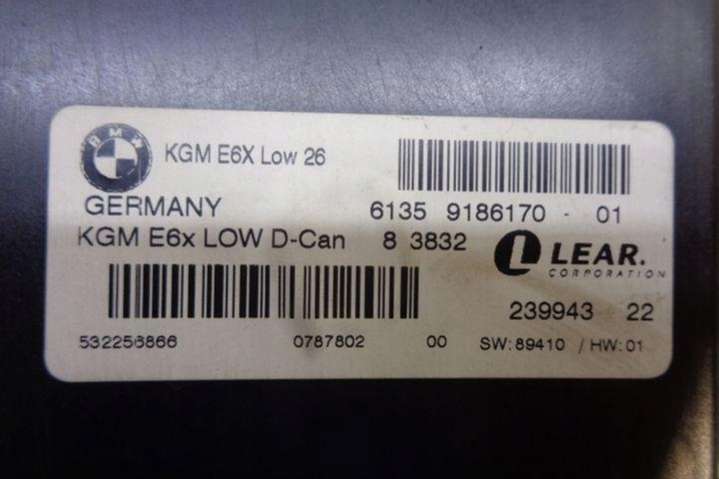 BMW
KGM E6X Low 26
GERMANY
6135 9186170 - 01
KGM E6x LOW D-Can 8 3832
LEAR.
CORPORATION
239943 22
532256866 0787802 00 SW:89410 / HW:01